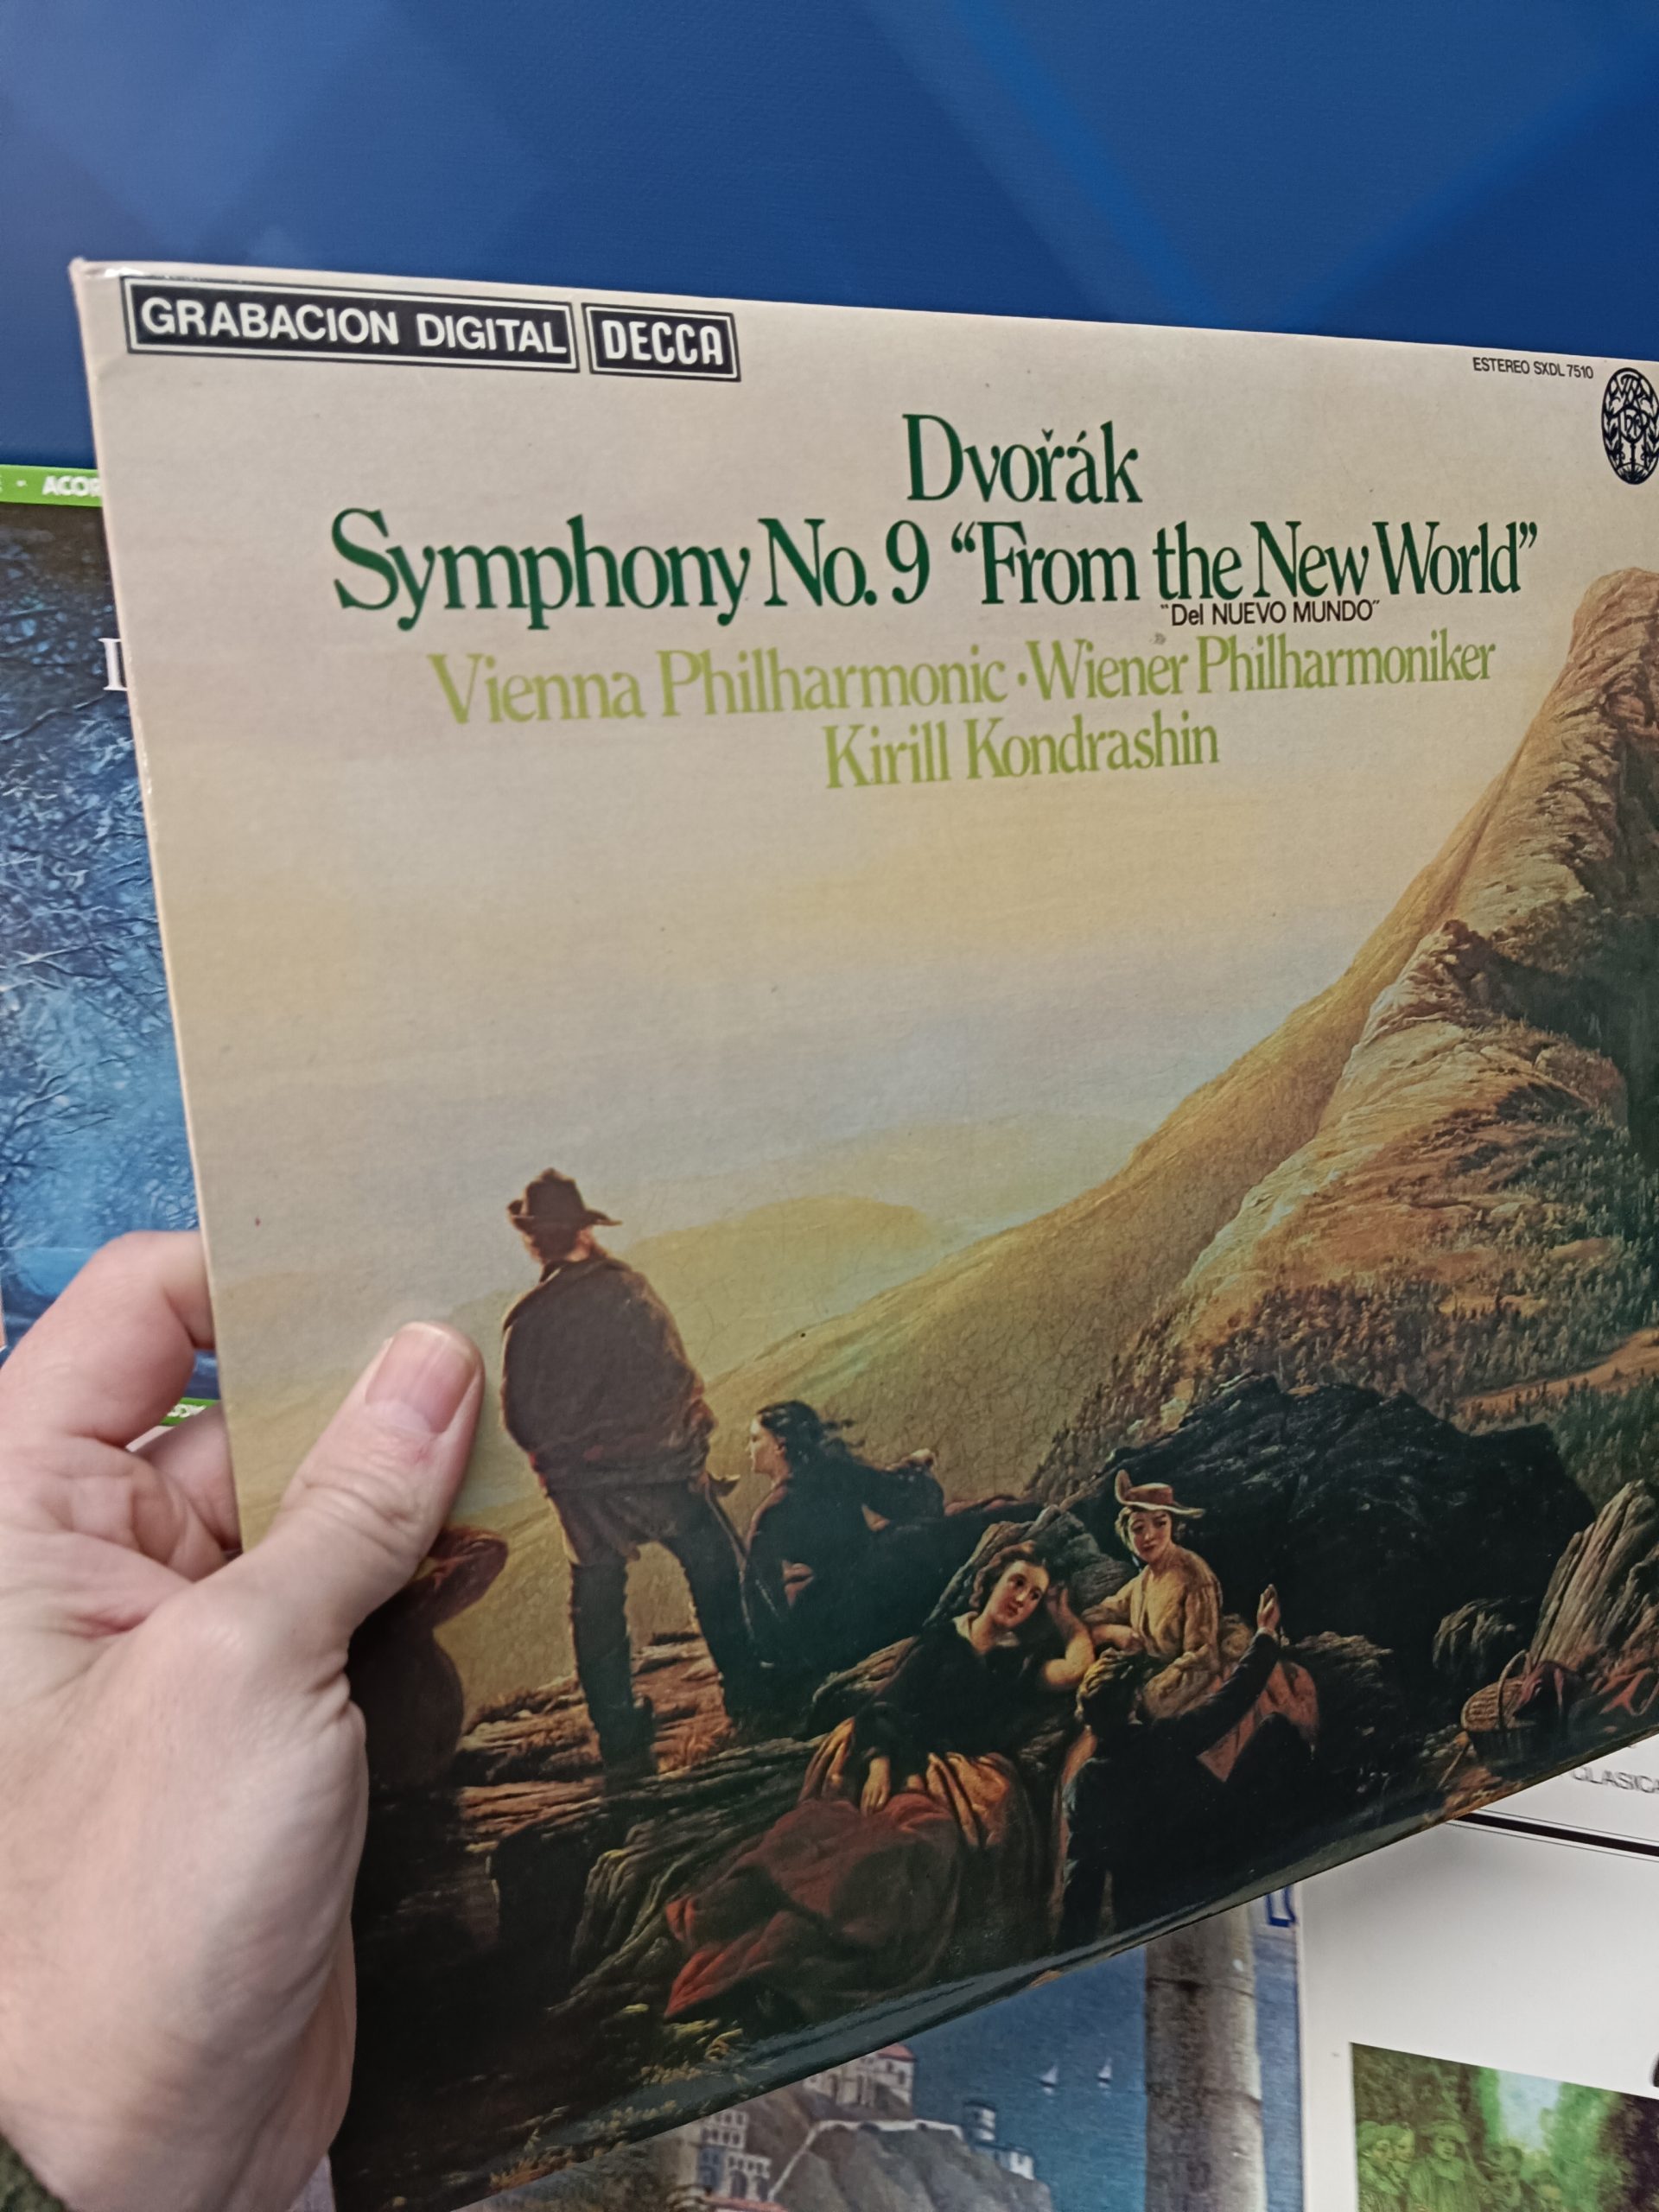 GRABACION DIGITAL DECCA
ESTEREO SXDL 7510
Dvořák
Symphony No. 9 “From the New World”
"Del NUEVO MUNDO"
Vienna Philharmonic · Wiener Philharmoniker
Kirill Kondrashin